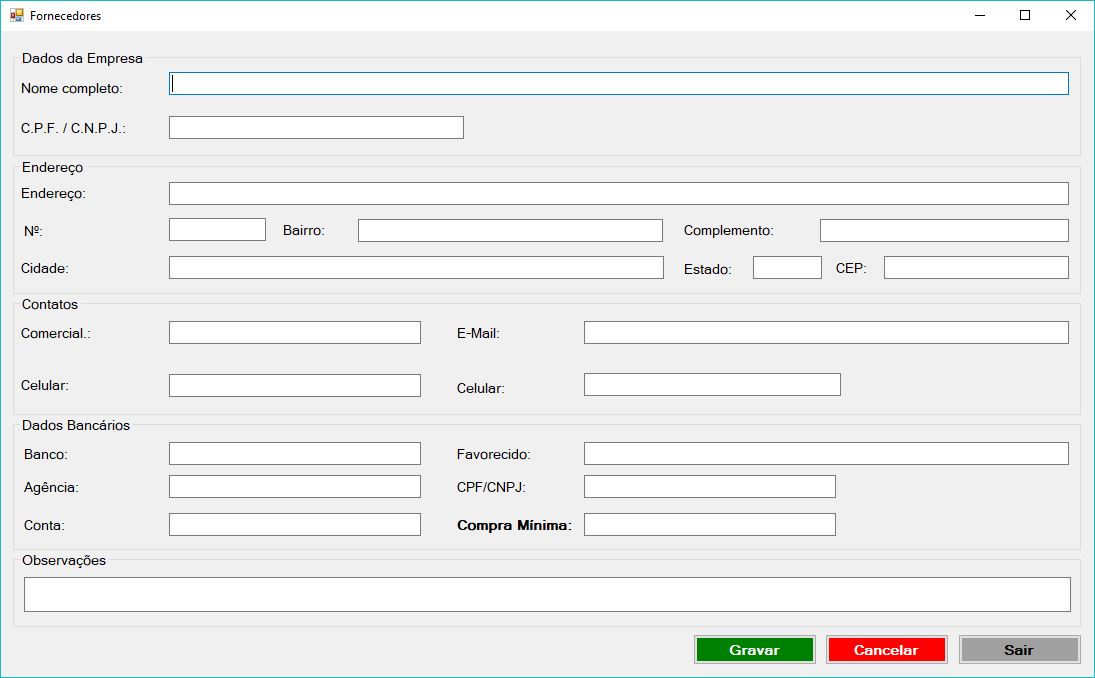 Fornecedores
Dados da Empresa
Nome completo:
C.P.F. / C.N.P.J.:
Endereço
Endereço:
Nº: Bairro: Complemento:
Cidade: Estado: CEP:
Contatos
Comercial.: E-Mail:
Celular: Celular:
Dados Bancários
Banco: Favorecido:
Agência: CPF/CNPJ:
Conta: Compra Mínima:
Observações
Gravar Cancelar Sair